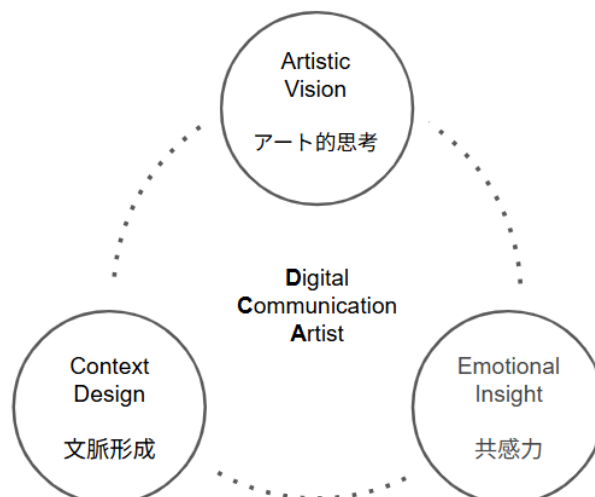 Artistic
Vision
アート的思考
Digital
Communication
Artist
Context
Design
文脈形成
Emotional
Insight
共感力